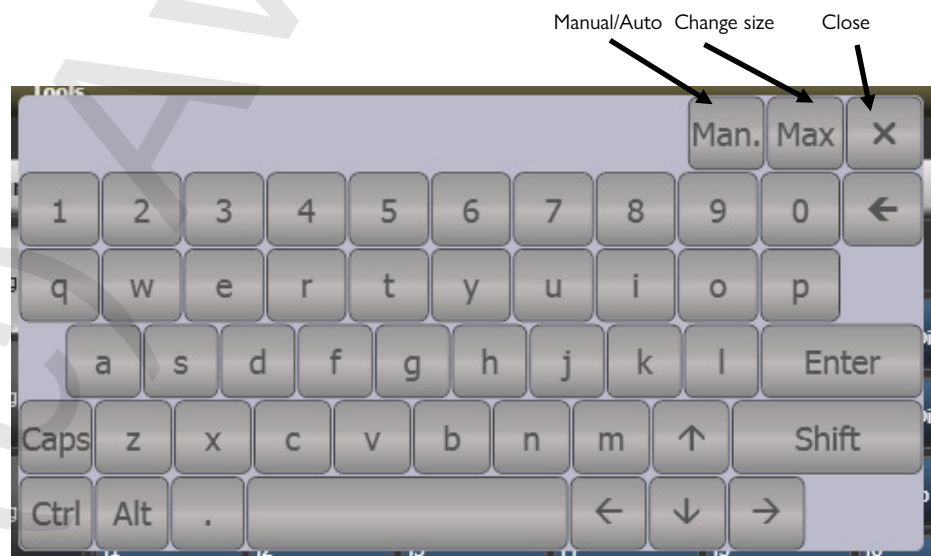 Manual/Auto Change size Close
Tools
Man. Max ×
1 2 3 4 5 6 7 8 9 0 ←
q w e r t y u i o p
a s d f g h j k l Enter
Caps z x c v b n m ↑ Shift
Ctrl Alt . ← ↓ →